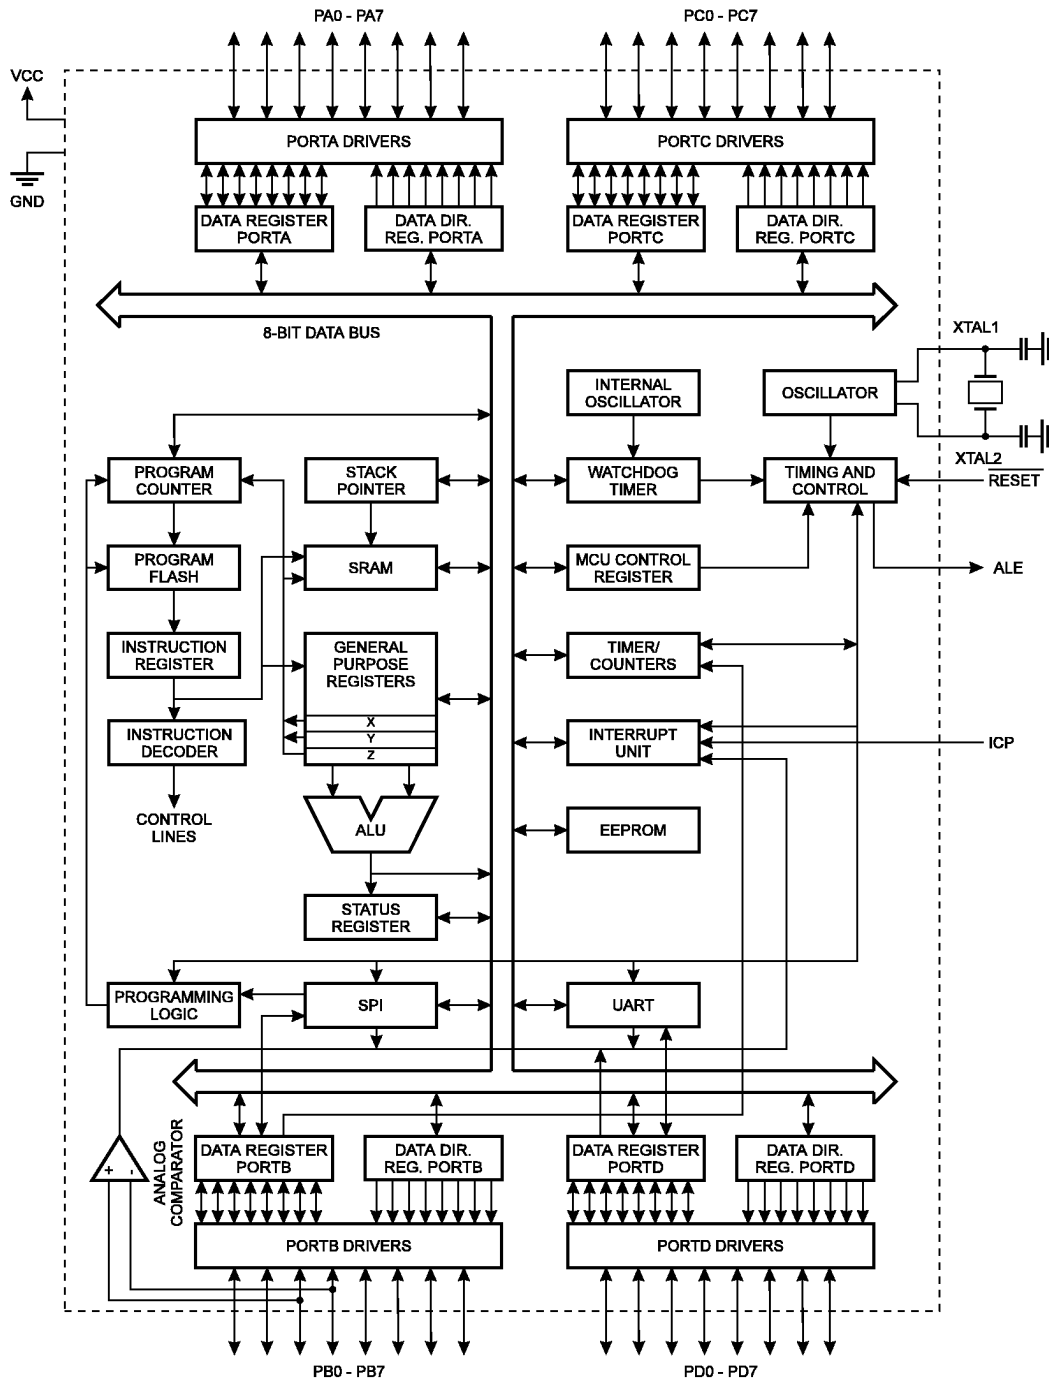 PA0 - PA7
PC0 - PC7
VCC
GND
PORTA DRIVERS
PORTC DRIVERS
DATA REGISTER
PORTA
DATA DIR.
REG. PORTA
DATA REGISTER
PORTC
DATA DIR.
REG. PORTC
8-BIT DATA BUS
XTAL1
INTERNAL
OSCILLATOR
OSCILLATOR
XTAL2
PROGRAM
COUNTER
STACK
POINTER
WATCHDOG
TIMER
TIMING AND
CONTROL
RESET
PROGRAM
FLASH
SRAM
MCU CONTROL
REGISTER
ALE
INSTRUCTION
REGISTER
GENERAL
PURPOSE
REGISTERS
X
Y
Z
TIMER/
COUNTERS
INSTRUCTION
DECODER
INTERRUPT
UNIT
ICP
CONTROL
LINES
ALU
EEPROM
STATUS
REGISTER
PROGRAMMING
LOGIC
SPI
UART
+
-
ANALOG
COMPARATOR
DATA REGISTER
PORTB
DATA DIR.
REG. PORTB
DATA REGISTER
PORTD
DATA DIR.
REG. PORTD
PORTB DRIVERS
PORTD DRIVERS
PB0 - PB7
PD0 - PD7